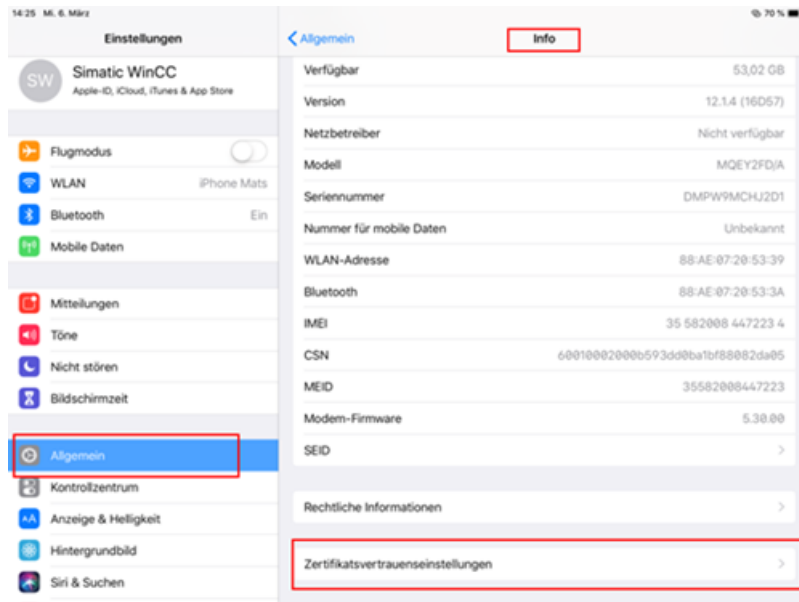 14:25 Mi. 6. März
70 %
Einstellungen
SW
Simatic WinCC
Apple-ID, iCloud, iTunes & App Store
Flugmodus
WLAN iPhone Mats
Bluetooth Ein
Mobile Daten
Mitteilungen
Töne
Nicht stören
Bildschirmzeit
Allgemein
Kontrollzentrum
AA Anzeige & Helligkeit
Hintergrundbild
Siri & Suchen
Allgemein
Info
Verfügbar 53,02 GB
Version 12.1.4 (16D57)
Netzbetreiber Nicht verfügbar
Modell MQEY2FD/A
Seriennummer DMPW9MCHJ2D1
Nummer für mobile Daten Unbekannt
WLAN-Adresse 88:AE:07:20:53:39
Bluetooth 88:AE:07:20:53:3A
IMEI 35 582008 447223 4
CSN 60010002000b593dd0ba1bf88082da05
MEID 35582008447223
Modem-Firmware 5.30.00
SEID
Rechtliche Informationen
Zertifikatsvertrauenseinstellungen